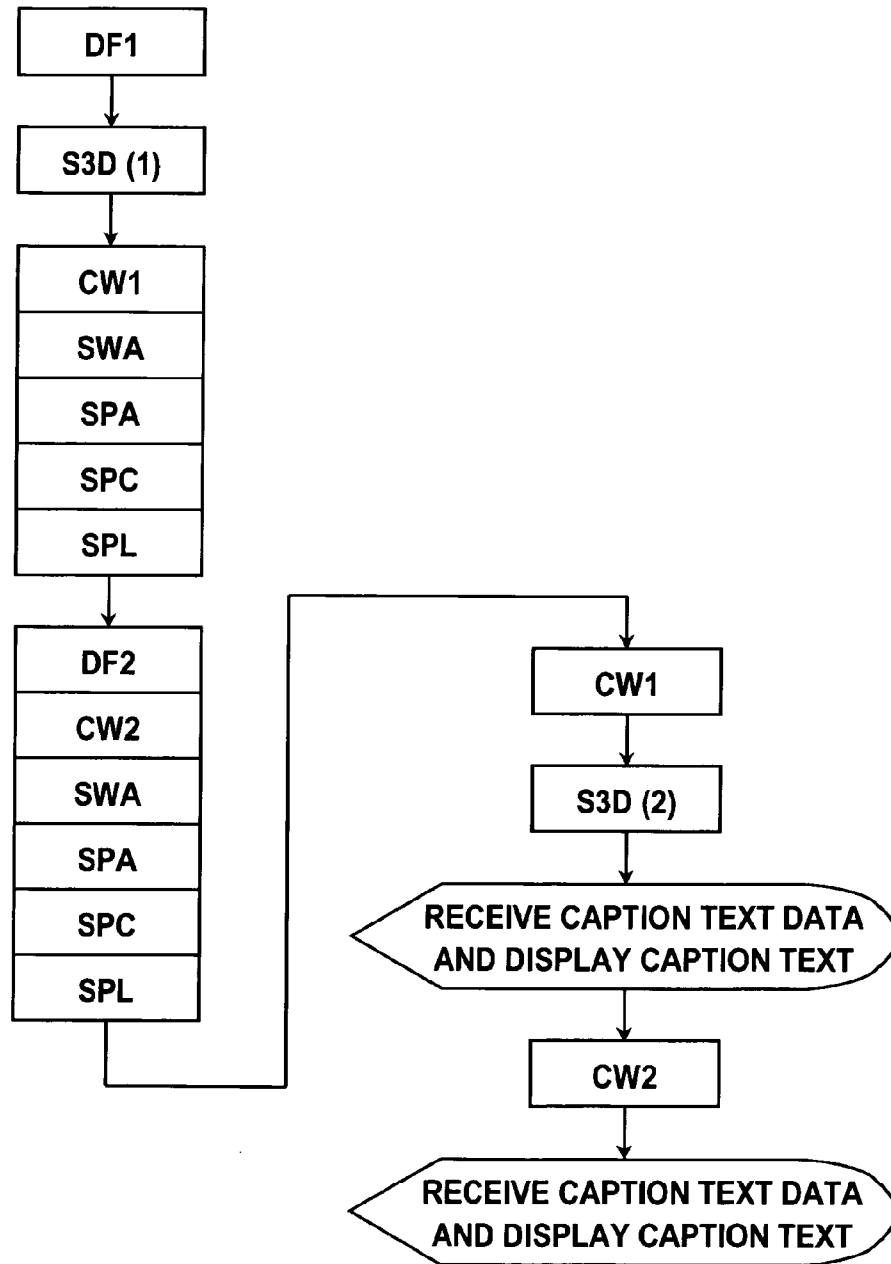 DF1
S3D (1)
CW1
SWA
SPA
SPC
SPL
DF2
CW2
SWA
SPA
SPC
SPL
CW1
S3D (2)
RECEIVE CAPTION TEXT DATA
AND DISPLAY CAPTION TEXT
CW2
RECEIVE CAPTION TEXT DATA
AND DISPLAY CAPTION TEXT